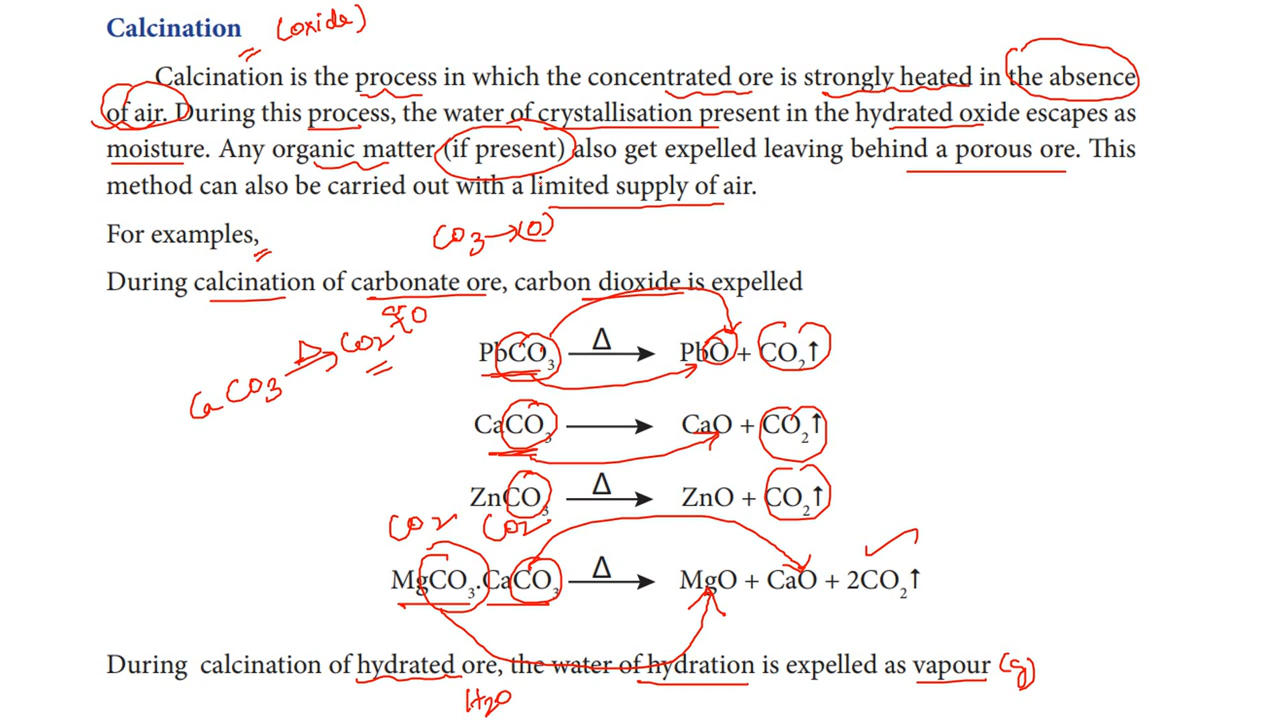 Calcination (oxide)
Calcination is the process in which the concentrated ore is strongly heated in the absence
of air. During this process, the water of crystallisation present in the hydrated oxide escapes as
moisture. Any organic matter (if present) also get expelled leaving behind a porous ore. This
method can also be carried out with a limited supply of air.
For examples,
CO3→(O)
During calcination of carbonate ore, carbon dioxide is expelled
CaCO3 Δ CO2
PbCO₃ Δ→ PbO + CO₂↑
CaCO₃ → CaO + CO₂↑
ZnCO₃ Δ→ ZnO + CO₂↑
CO2 CO2
MgCO₃.CaCO₃ Δ→ MgO + CaO + 2CO₂↑
During calcination of hydrated ore, the water of hydration is expelled as vapour (g)
H2O